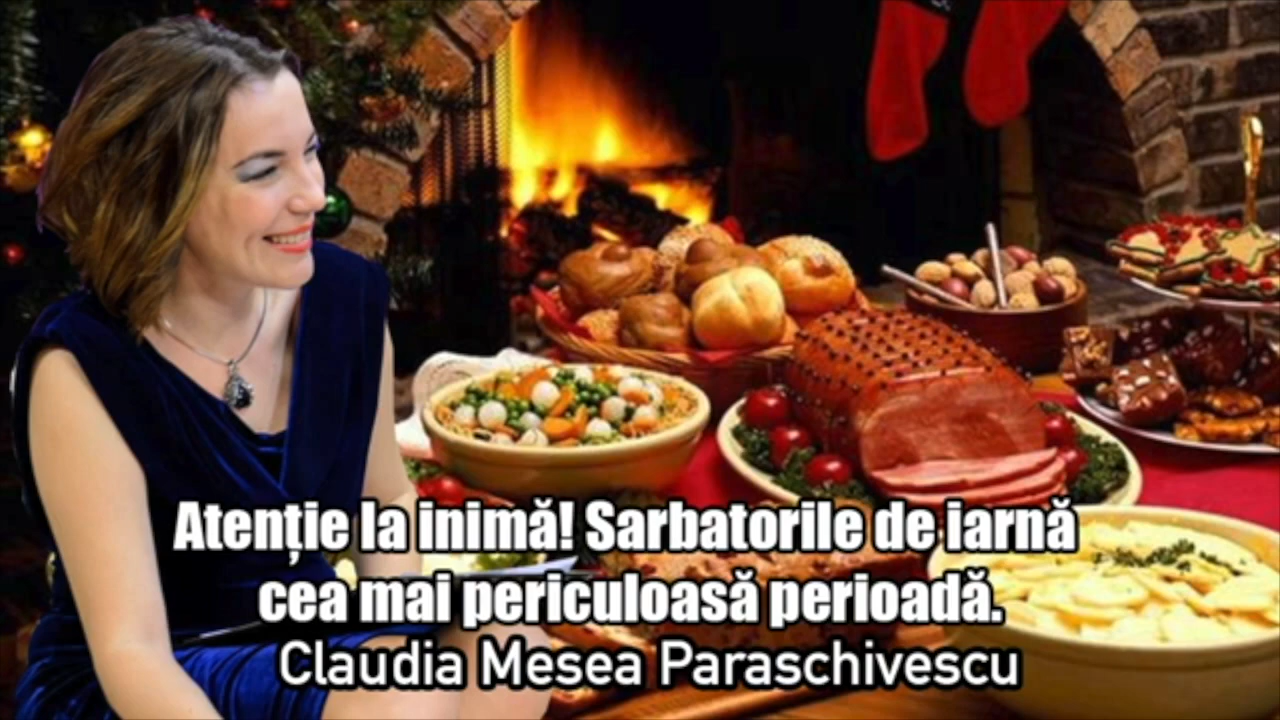 Atenție la inimă! Sarbatorile de iarnă
cea mai periculoasă perioadă.
Claudia Mesea Paraschivescu